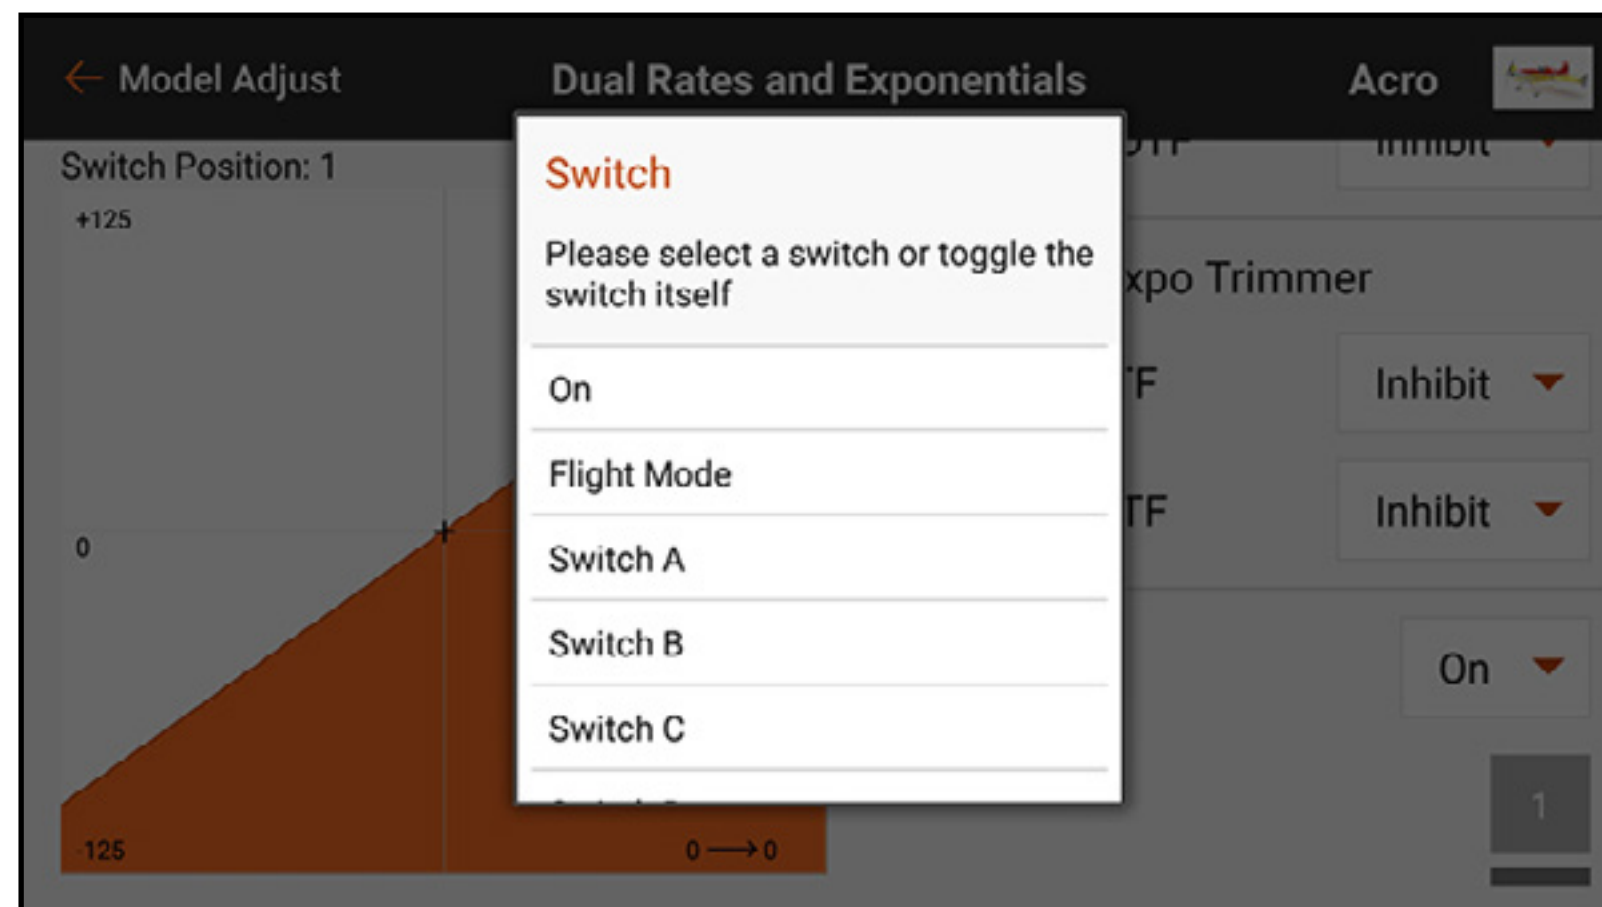 Model Adjust
Dual Rates and Exponentials
Acro
Switch Position: 1
+125
0
-125
0 → 0
Switch
Please select a switch or toggle the
switch itself
On
Flight Mode
Switch A
Switch B
Switch C
Inhibit
Trimmer
Inhibit
Inhibit
On
1